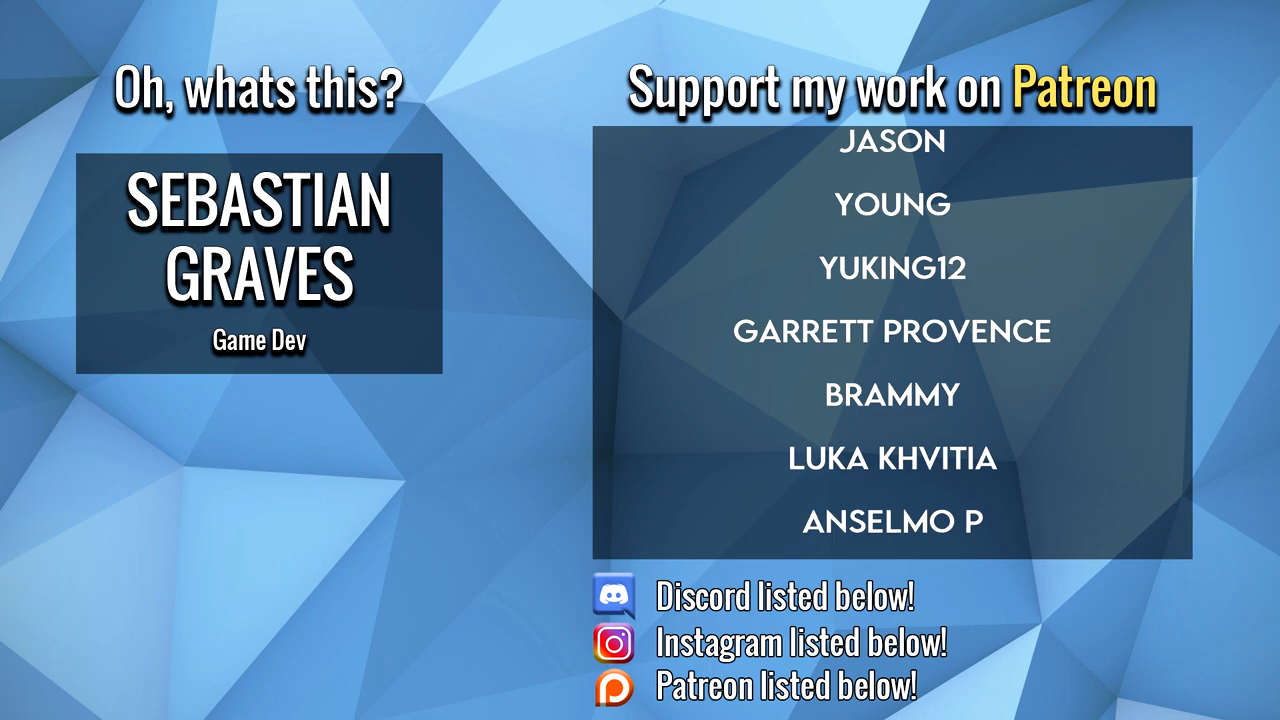 Oh, whats this?
SEBASTIAN
GRAVES
Game Dev
Support my work on Patreon
JASON
YOUNG
YUKING12
GARRETT PROVENCE
BRAMMY
LUKA KHVITIA
ANSELMO P
Discord listed below!
Instagram listed below!
Patreon listed below!